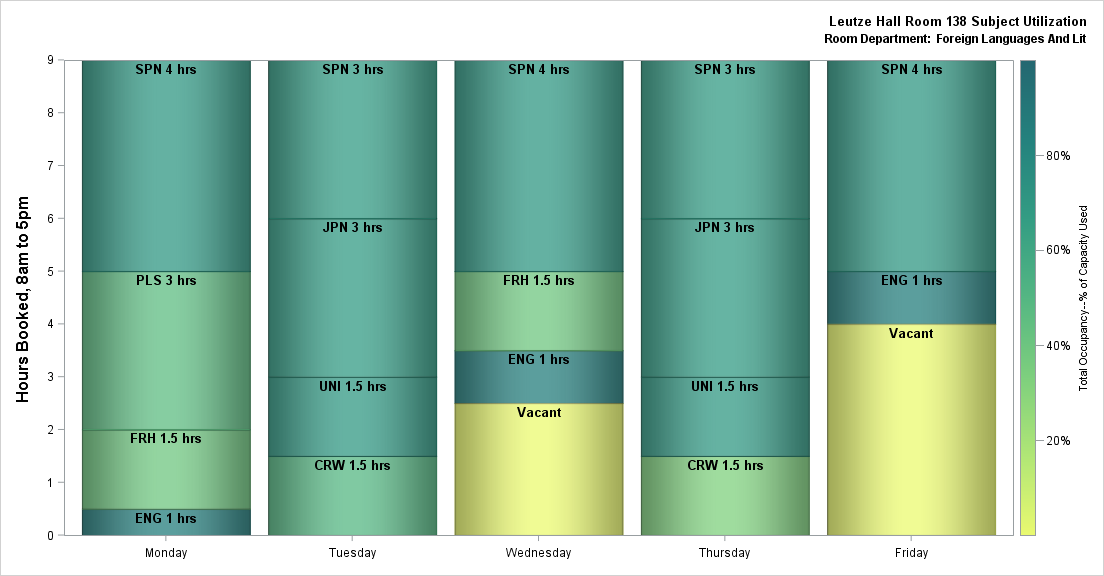 Leutze Hall Room 138 Subject Utilization
Room Department: Foreign Languages And Lit
Hours Booked, 8am to 5pm
9
8
7
6
5
4
3
2
1
0
SPN 4 hrs
PLS 3 hrs
FRH 1.5 hrs
ENG 1 hrs
SPN 3 hrs
JPN 3 hrs
UNI 1.5 hrs
CRW 1.5 hrs
SPN 4 hrs
FRH 1.5 hrs
ENG 1 hrs
Vacant
SPN 3 hrs
JPN 3 hrs
UNI 1.5 hrs
CRW 1.5 hrs
SPN 4 hrs
ENG 1 hrs
Vacant
Monday
Tuesday
Wednesday
Thursday
Friday
80%
60%
40%
20%
Total Occupancy--% of Capacity Used